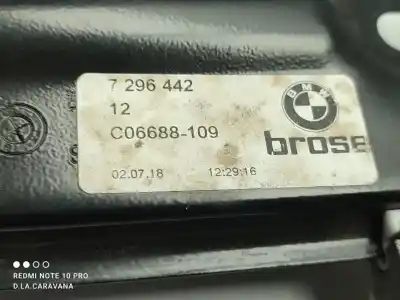 7 296 442
12
C06688-109
BMW
brose
02.07.18 12:29:16
REDMI NOTE 10 PRO
D.LA.CARAVANA